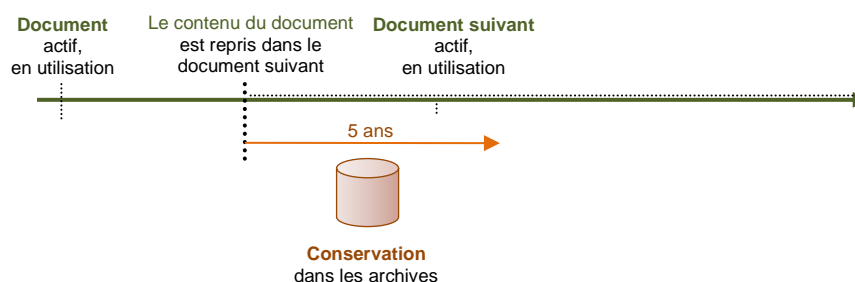 Document
actif,
en utilisation
Le contenu du document
est repris dans le
document suivant
Document suivant
actif,
en utilisation
5 ans
Conservation
dans les archives